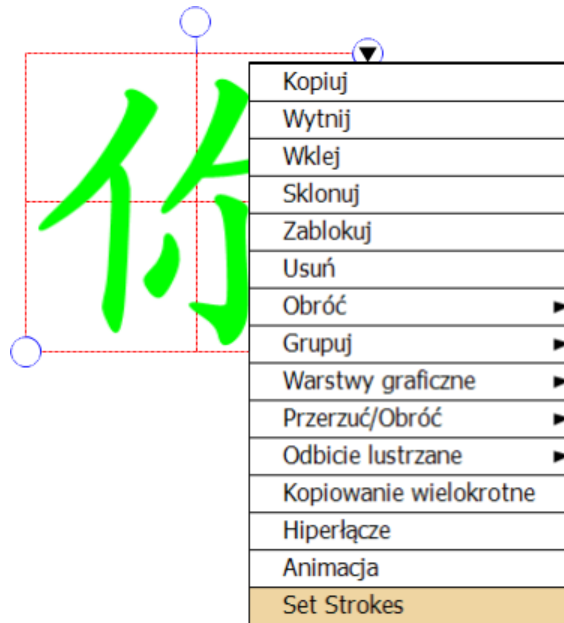 你
Kopiuj
Wytnij
Wklej
Sklonuj
Zablokuj
Usuń
Obróć
Grupuj
Warstwy graficzne
Przerzuć/Obróć
Odbicie lustrzane
Kopiowanie wielokrotne
Hiperłącze
Animacja
Set Strokes